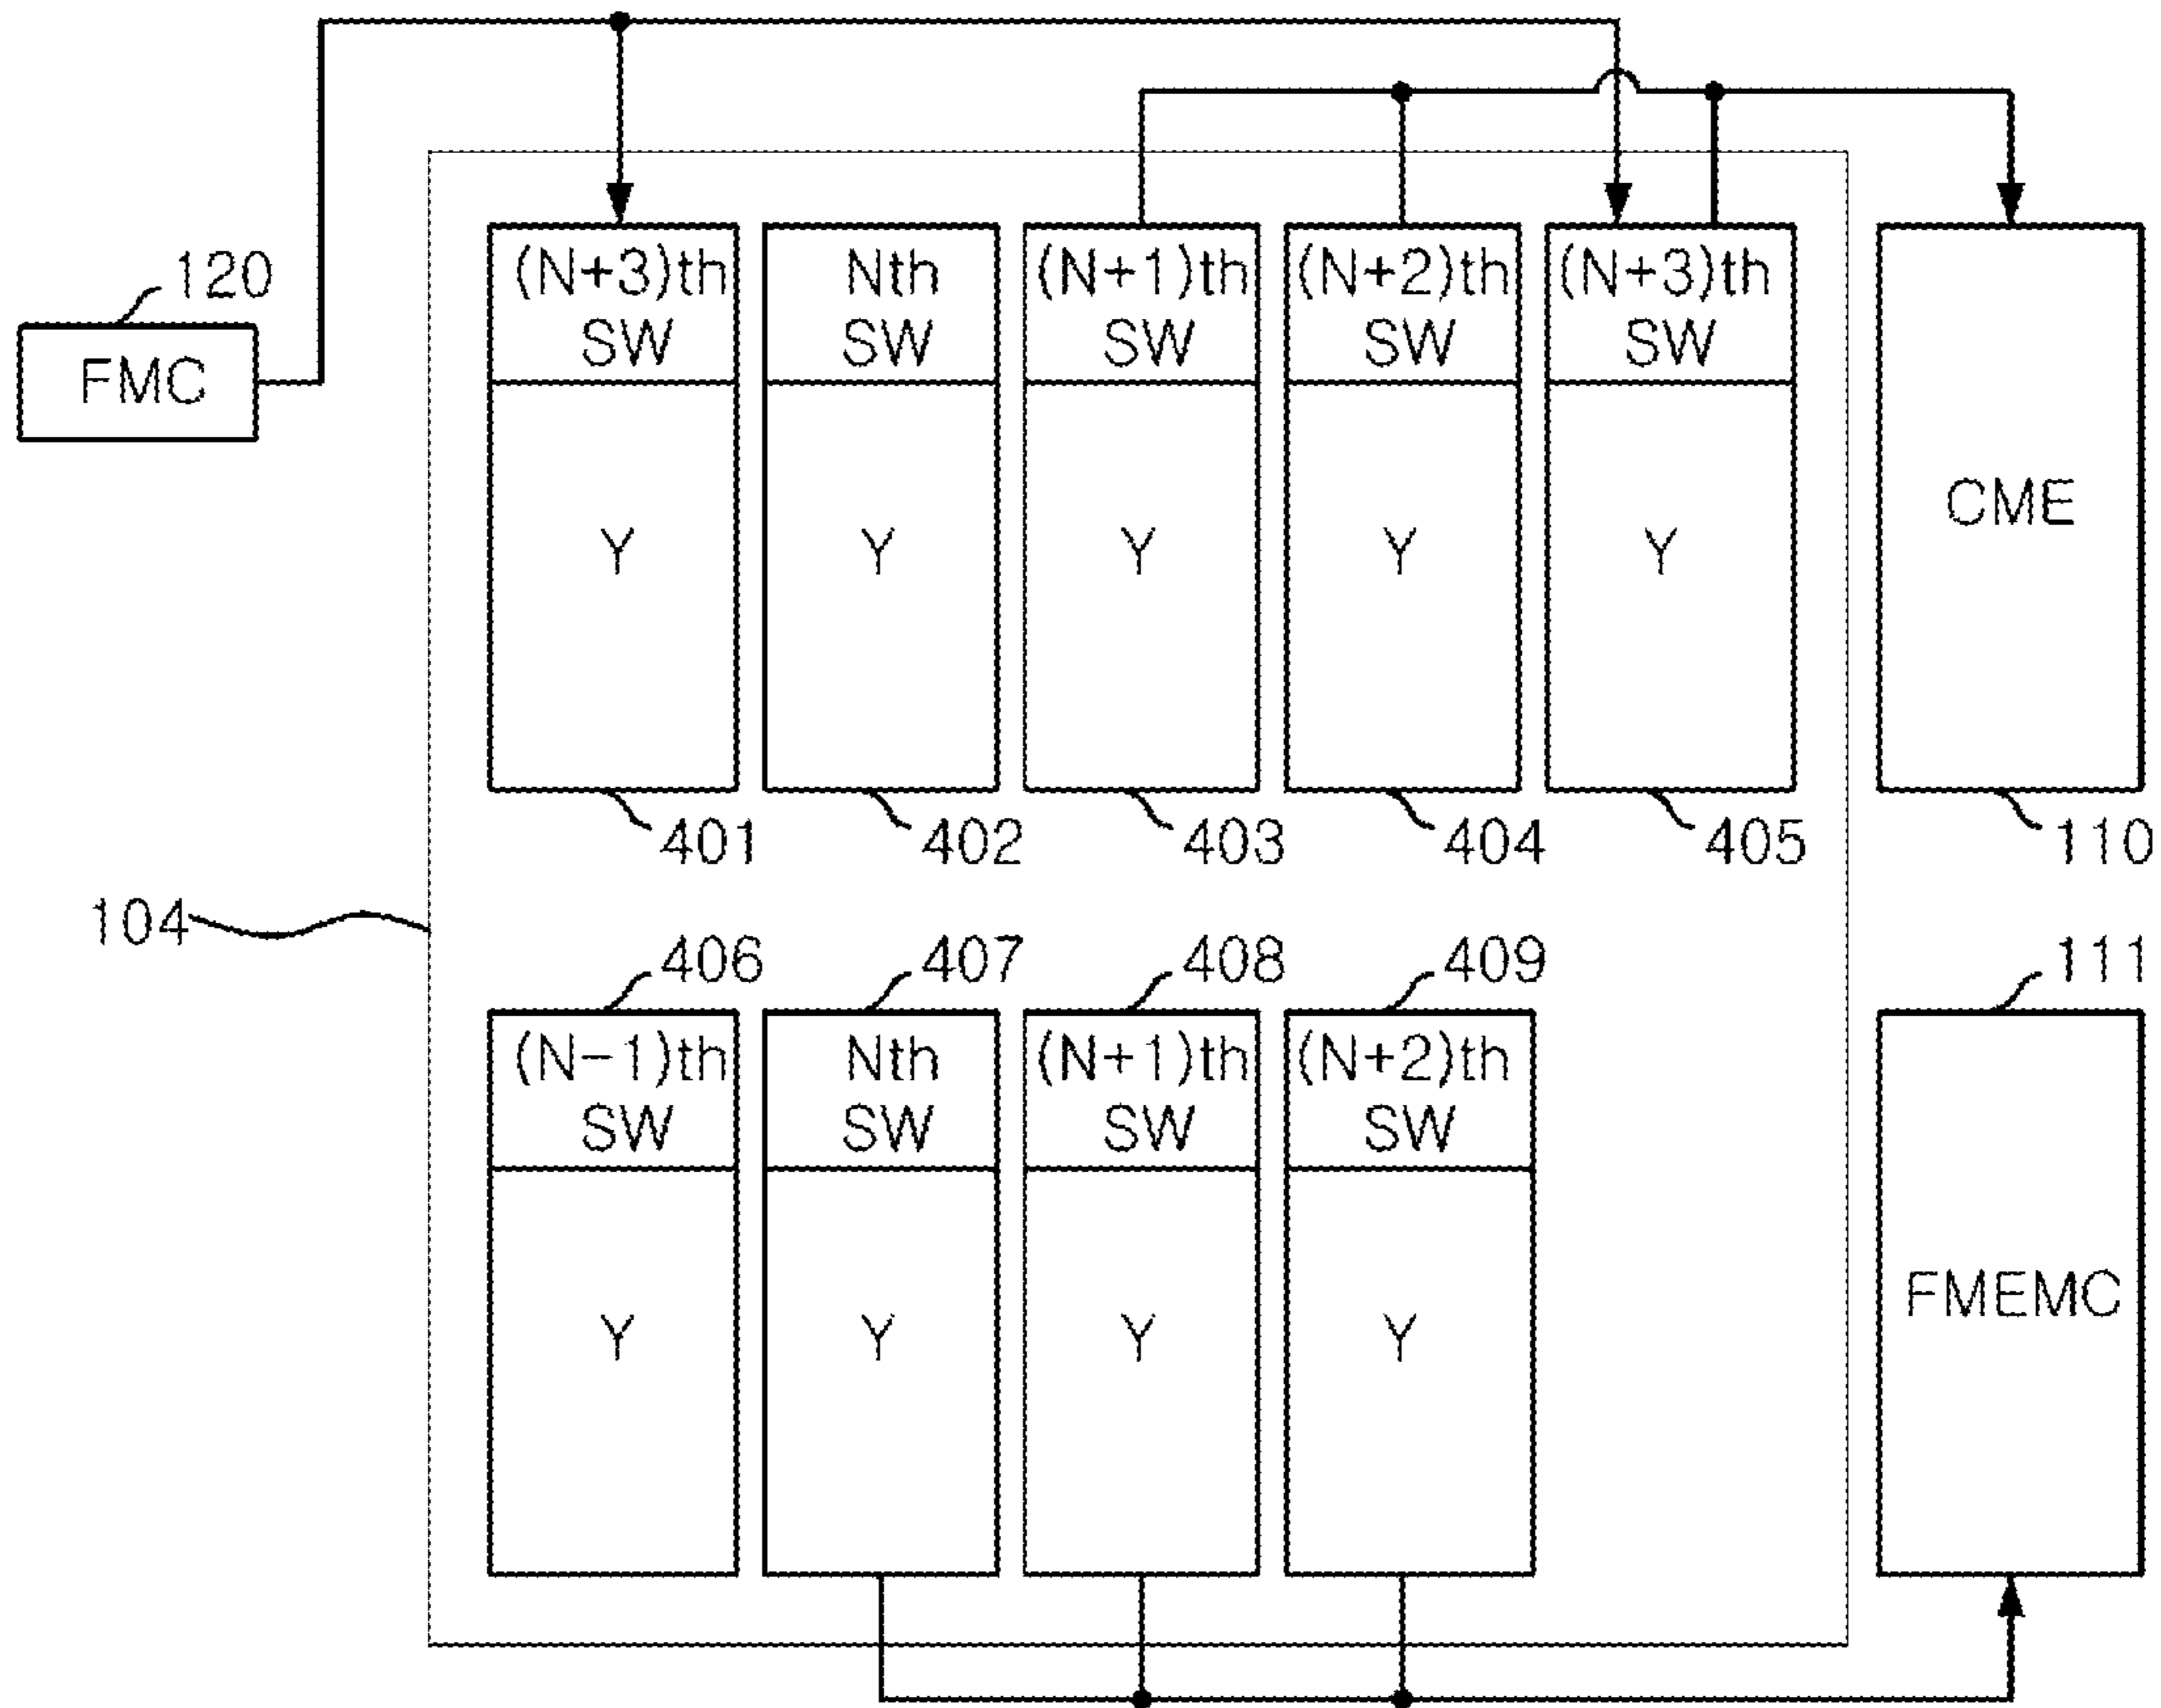 120
FMC
(N+3)th
SW
Y
401
Nth
SW
Y
402
(N+1)th
SW
Y
403
(N+2)th
SW
Y
404
(N+3)th
SW
Y
405
CME
110
104
406
(N-1)th
SW
Y
407
Nth
SW
Y
408
(N+1)th
SW
Y
409
(N+2)th
SW
Y
111
FMEMC